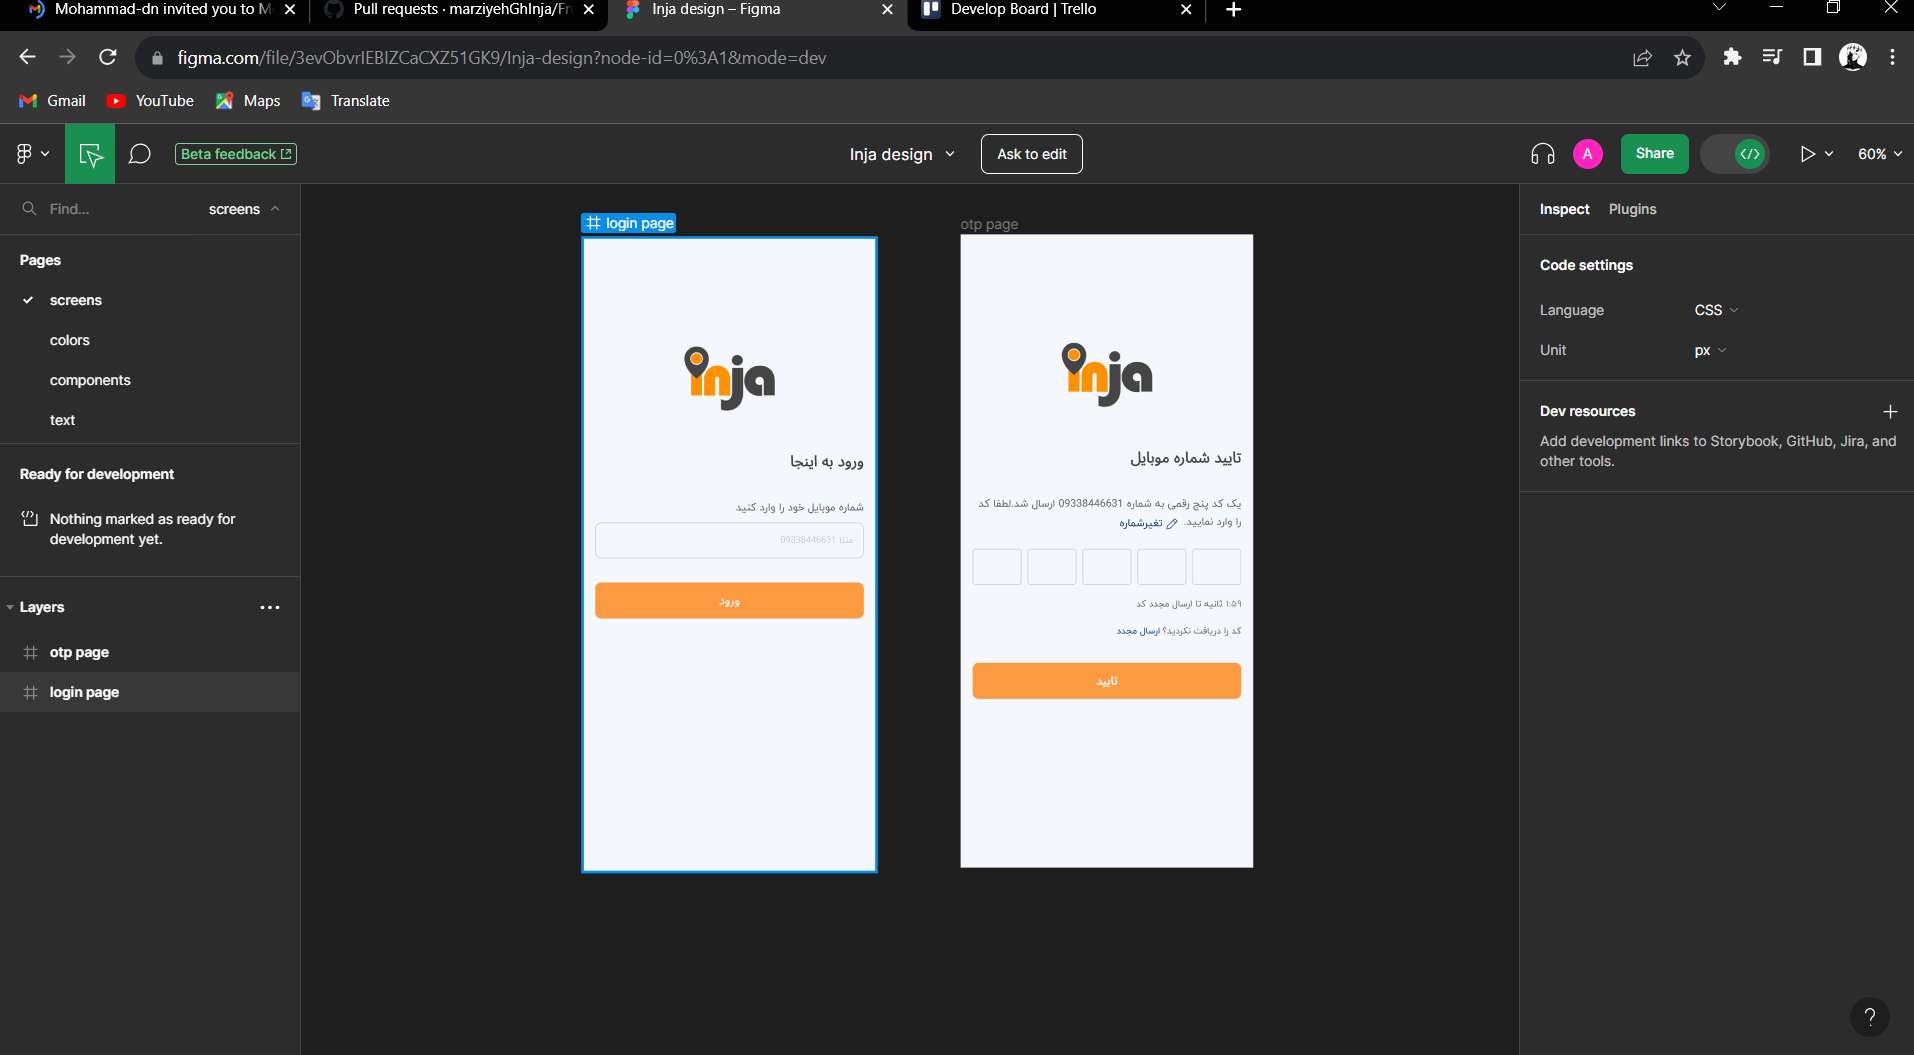 Mohammad-dn invited you to M
Pull requests · marziyehGhInja/Fr
Inja design – Figma
Develop Board | Trello
figma.com/file/3evObvrIEBIZCaCXZ51GK9/Inja-design?node-id=0%3A1&mode=dev
Gmail
YouTube
Maps
Translate
Beta feedback
Inja design
Ask to edit
A
Share
</>
60%
Find...
screens
Pages
screens
colors
components
text
Ready for development
Nothing marked as ready for
development yet.
Layers
otp page
login page
login page
inja
ورود به اینجا
شماره موبایل خود را وارد کنید
مثلا 09338446631
ورود
otp page
inja
تایید شماره موبایل
یک کد پنج رقمی به شماره 09338446631 ارسال شد.لطفا کد
را وارد نمایید. تغیرشماره
۱:۵۹ ثانیه تا ارسال مجدد کد
کد را دریافت نکردید؟ ارسال مجدد
تایید
Inspect
Plugins
Code settings
Language
CSS
Unit
px
Dev resources
Add development links to Storybook, GitHub, Jira, and
other tools.
?